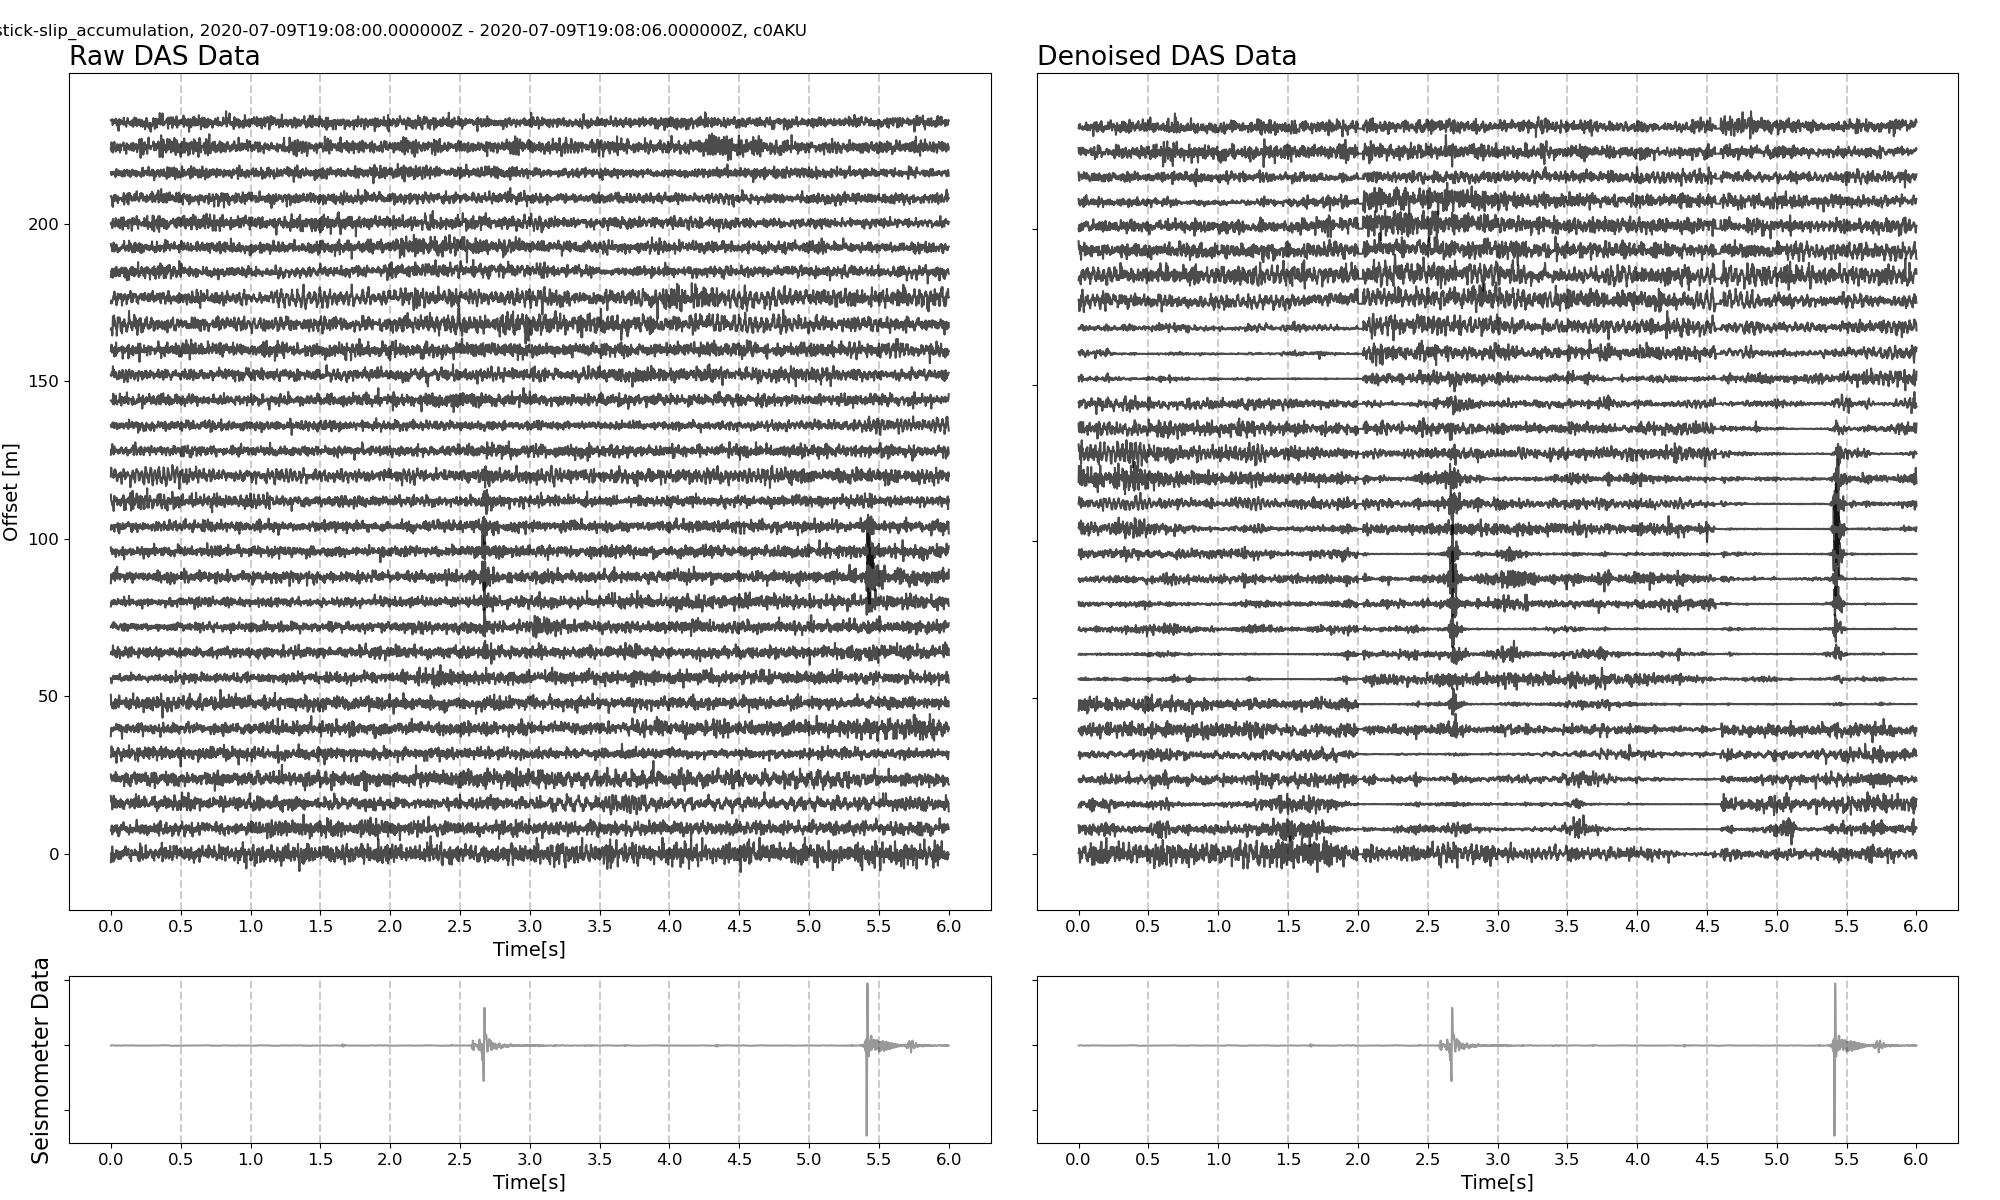 stick-slip_accumulation, 2020-07-09T19:08:00.000000Z - 2020-07-09T19:08:06.000000Z, c0AKU
Raw DAS Data
Denoised DAS Data
Offset [m]
200
150
100
50
0
0.0 0.5 1.0 1.5 2.0 2.5 3.0 3.5 4.0 4.5 5.0 5.5 6.0
Time[s]
0.0 0.5 1.0 1.5 2.0 2.5 3.0 3.5 4.0 4.5 5.0 5.5 6.0
Seismometer Data
0.0 0.5 1.0 1.5 2.0 2.5 3.0 3.5 4.0 4.5 5.0 5.5 6.0
Time[s]
0.0 0.5 1.0 1.5 2.0 2.5 3.0 3.5 4.0 4.5 5.0 5.5 6.0
Time[s]